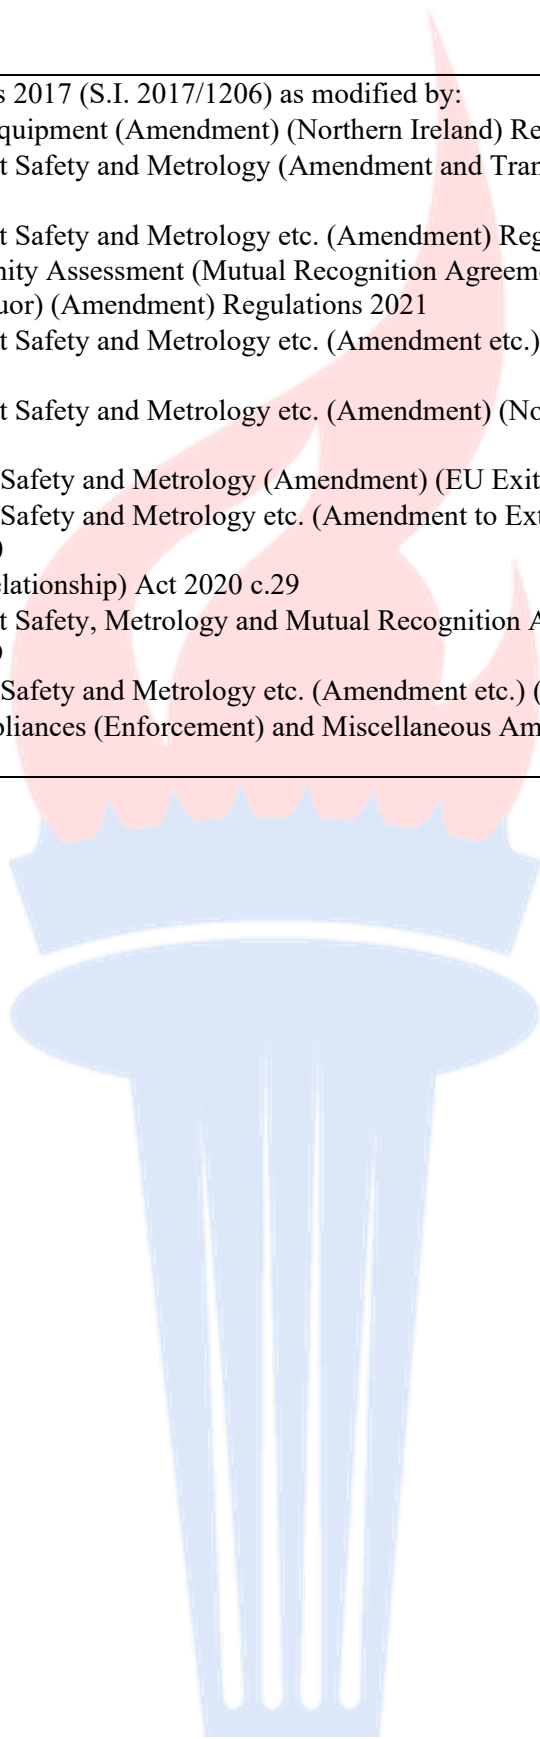 s 2017 (S.I. 2017/1206) as modified by:
quipment (Amendment) (Northern Ireland) Re
t Safety and Metrology (Amendment and Tran
t Safety and Metrology etc. (Amendment) Reg
nity Assessment (Mutual Recognition Agreeme
uor) (Amendment) Regulations 2021
t Safety and Metrology etc. (Amendment etc.)
t Safety and Metrology etc. (Amendment) (No
Safety and Metrology (Amendment) (EU Exit
Safety and Metrology etc. (Amendment to Ext
)
elationship) Act 2020 c.29
t Safety, Metrology and Mutual Recognition A
9
Safety and Metrology etc. (Amendment etc.) (
pliances (Enforcement) and Miscellaneous Am